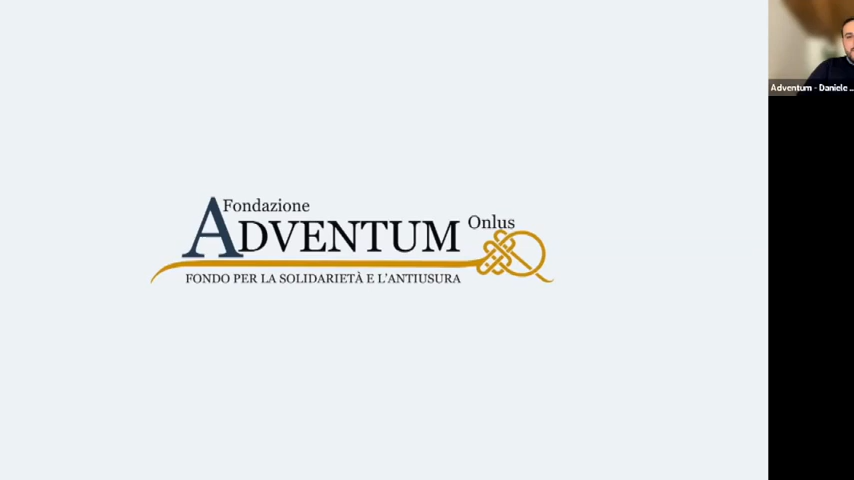 Fondazione
ADVENTUM Onlus
FONDO PER LA SOLIDARIETÀ E L'ANTIUSURA
Adventum - Daniele ...